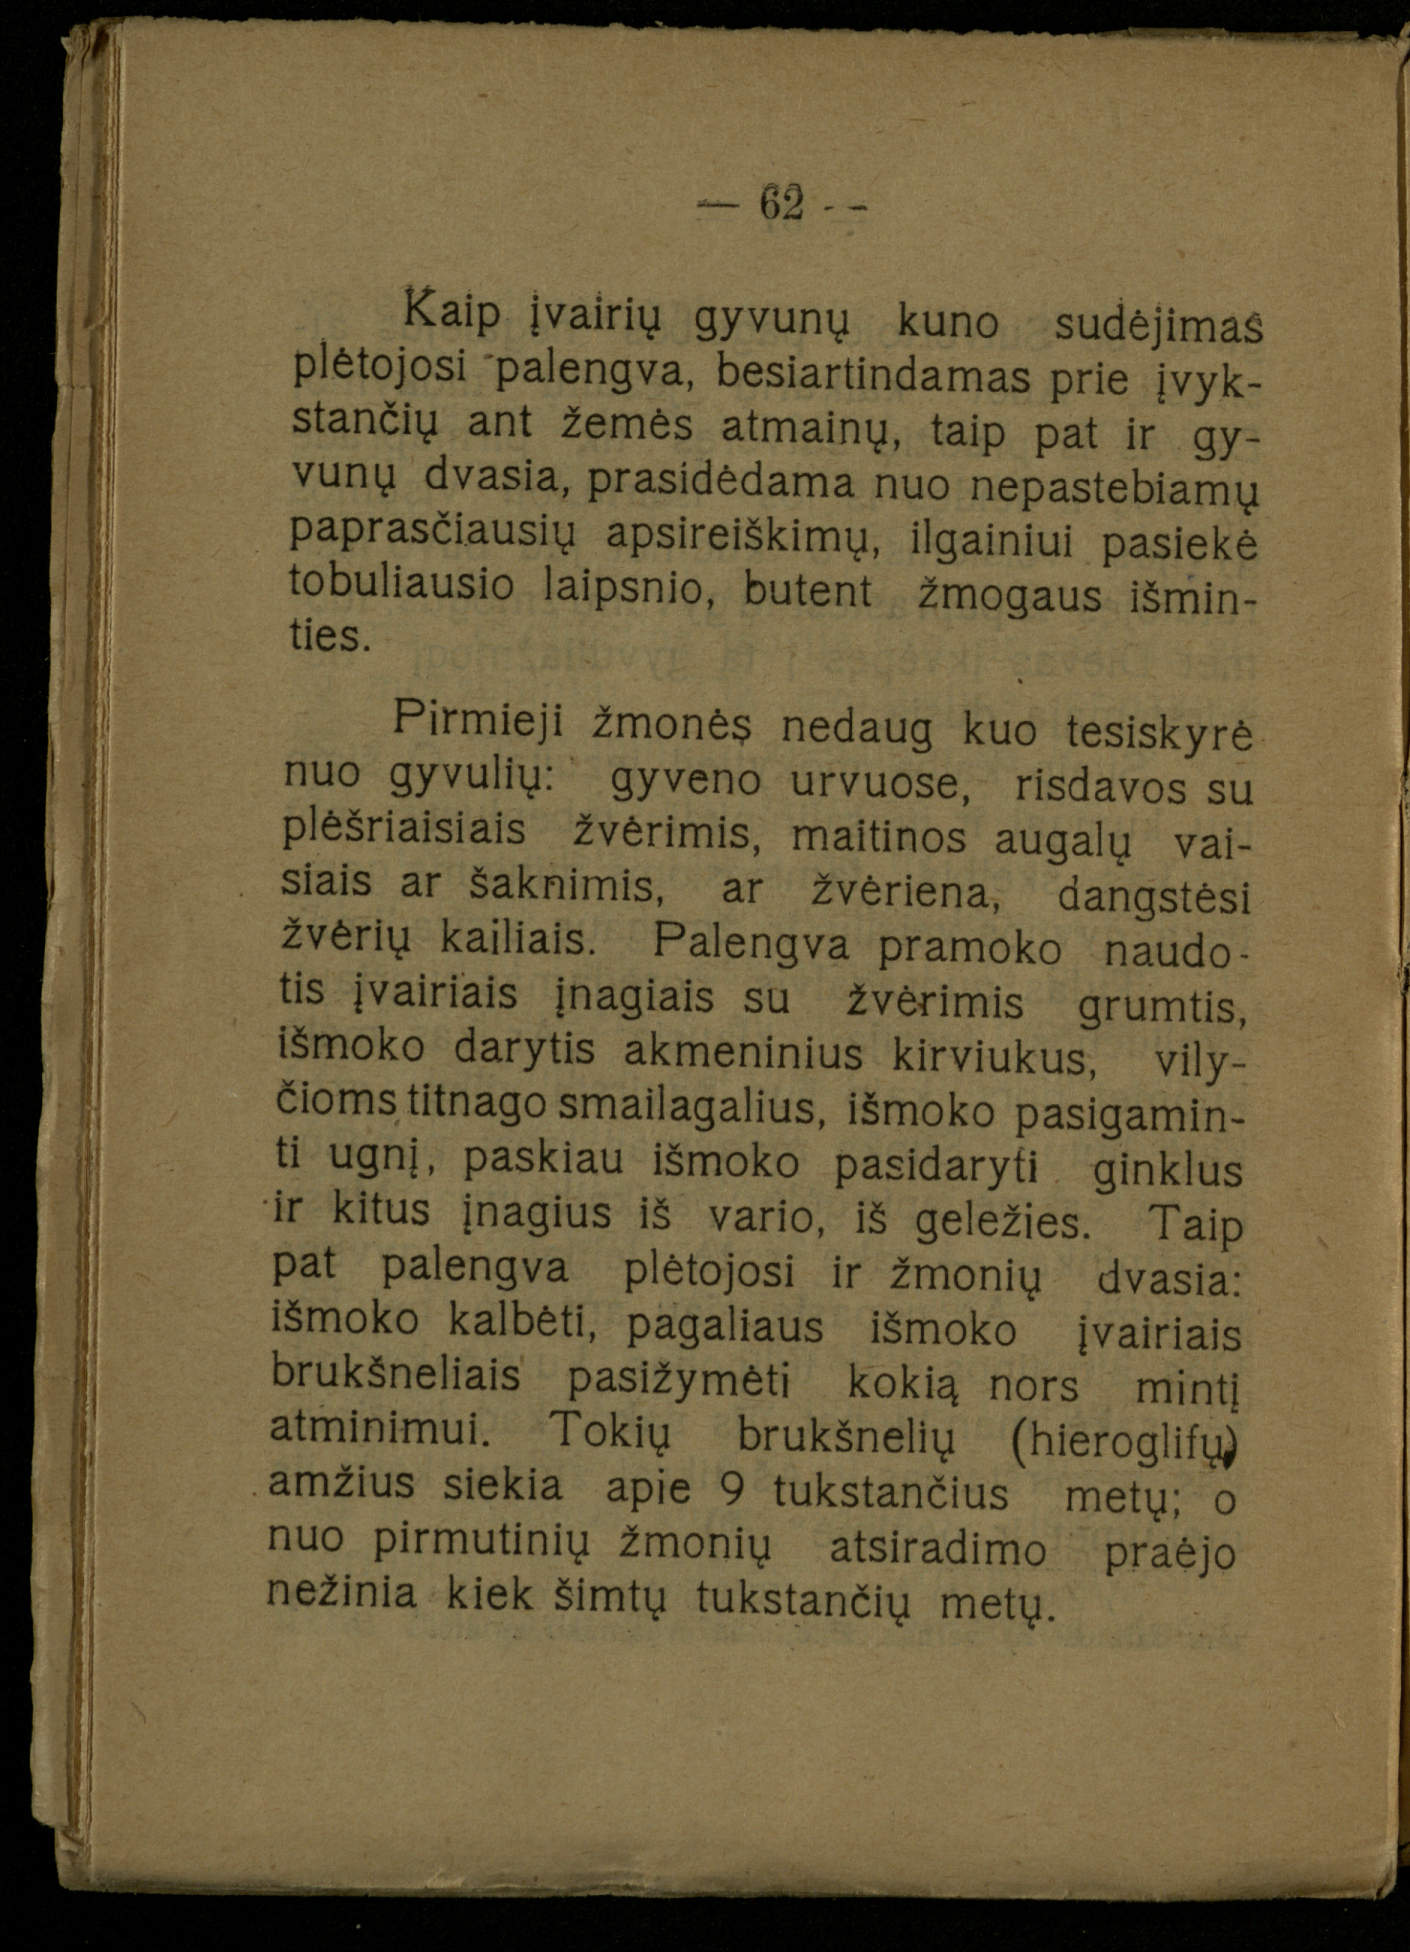 — 62 --
Kaip įvairių gyvunų kuno sudėjimas
plėtojosi palengva, besiartindamas prie įvyk-
stančių ant žemės atmainų, taip pat ir gy-
vunų dvasia, prasidėdama nuo nepastebiamų
paprasčiausių apsireiškimų, ilgainiui pasiekė
tobuliausio laipsnio, butent žmogaus išmin-
ties.
Pirmieji žmonės nedaug kuo tesiskyrė
nuo gyvulių: gyveno urvuose, risdavos su
plėšriaisiais žvėrimis, maitinos augalų vai-
siais ar šaknimis, ar žvėriena, dangstėsi
žvėrių kailiais. Palengva pramoko naudo-
tis įvairiais įnagiais su žvėrimis grumtis,
išmoko darytis akmeninius kirviukus, vily-
čioms titnago smailagalius, išmoko pasigamin-
ti ugnį, paskiau išmoko pasidaryti ginklus
ir kitus įnagius iš vario, iš geležies. Taip
pat palengva plėtojosi ir žmonių dvasia:
išmoko kalbėti, pagaliaus išmoko įvairiais
brukšneliais pasižymėti kokią nors mintį
atminimui. Tokių brukšnelių (hieroglifų)
amžius siekia apie 9 tukstančius metų; o
nuo pirmutinių žmonių atsiradimo praėjo
nežinia kiek šimtų tukstančių metų.